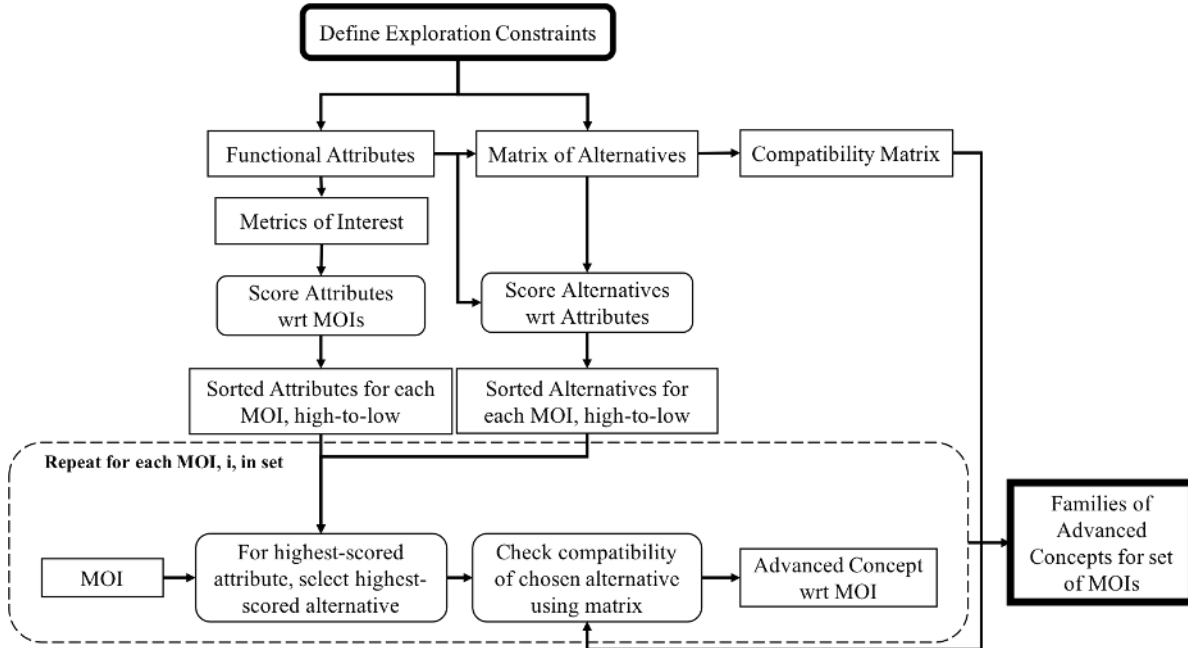 Define Exploration Constraints
Functional Attributes
Matrix of Alternatives
Compatibility Matrix
Metrics of Interest
Score Attributes
wrt MOIs
Score Alternatives
wrt Attributes
Sorted Attributes for each
MOI, high-to-low
Sorted Alternatives for
each MOI, high-to-low
Repeat for each MOI, i, in set
MOI
For highest-scored
attribute, select highest-
scored alternative
Check compatibility
of chosen alternative
using matrix
Advanced Concept
wrt MOI
Families of
Advanced
Concepts for set
of MOIs